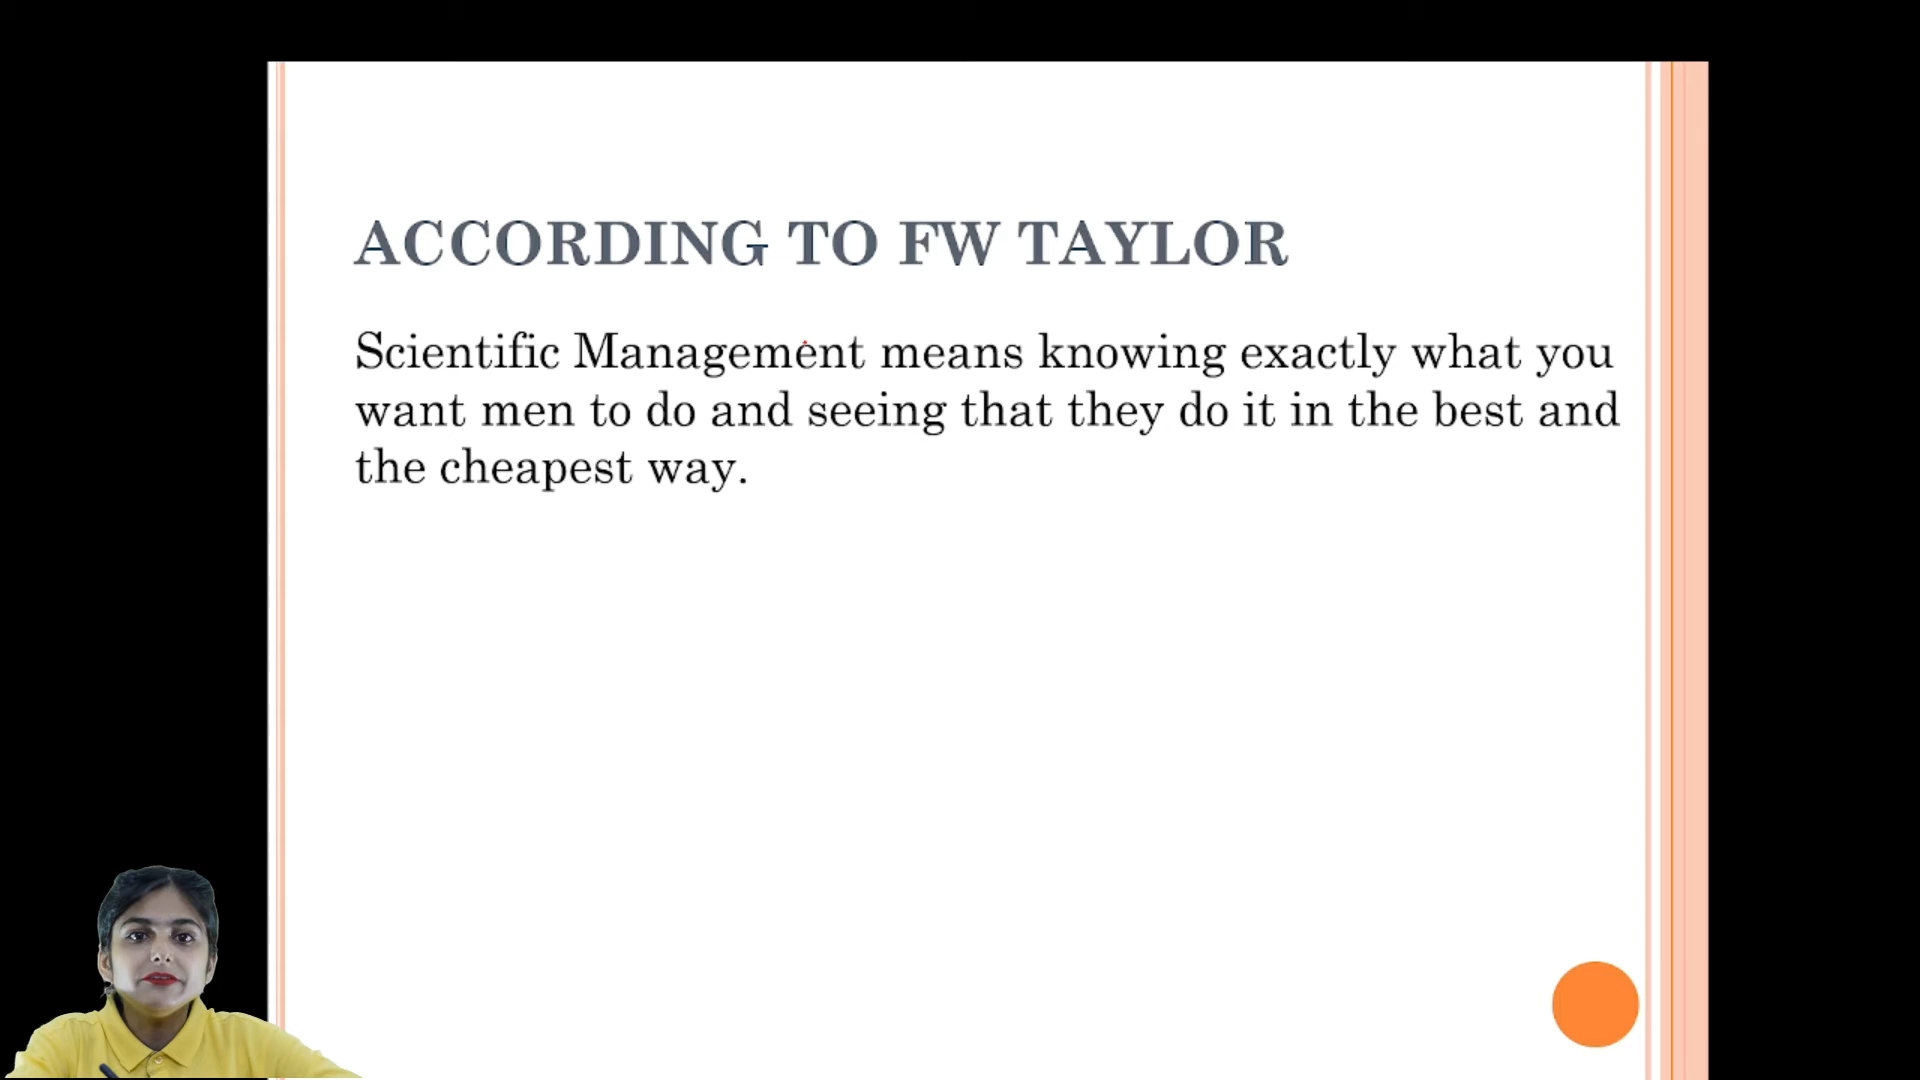 ACCORDING TO FW TAYLOR
Scientific Management means knowing exactly what you
want men to do and seeing that they do it in the best and
the cheapest way.